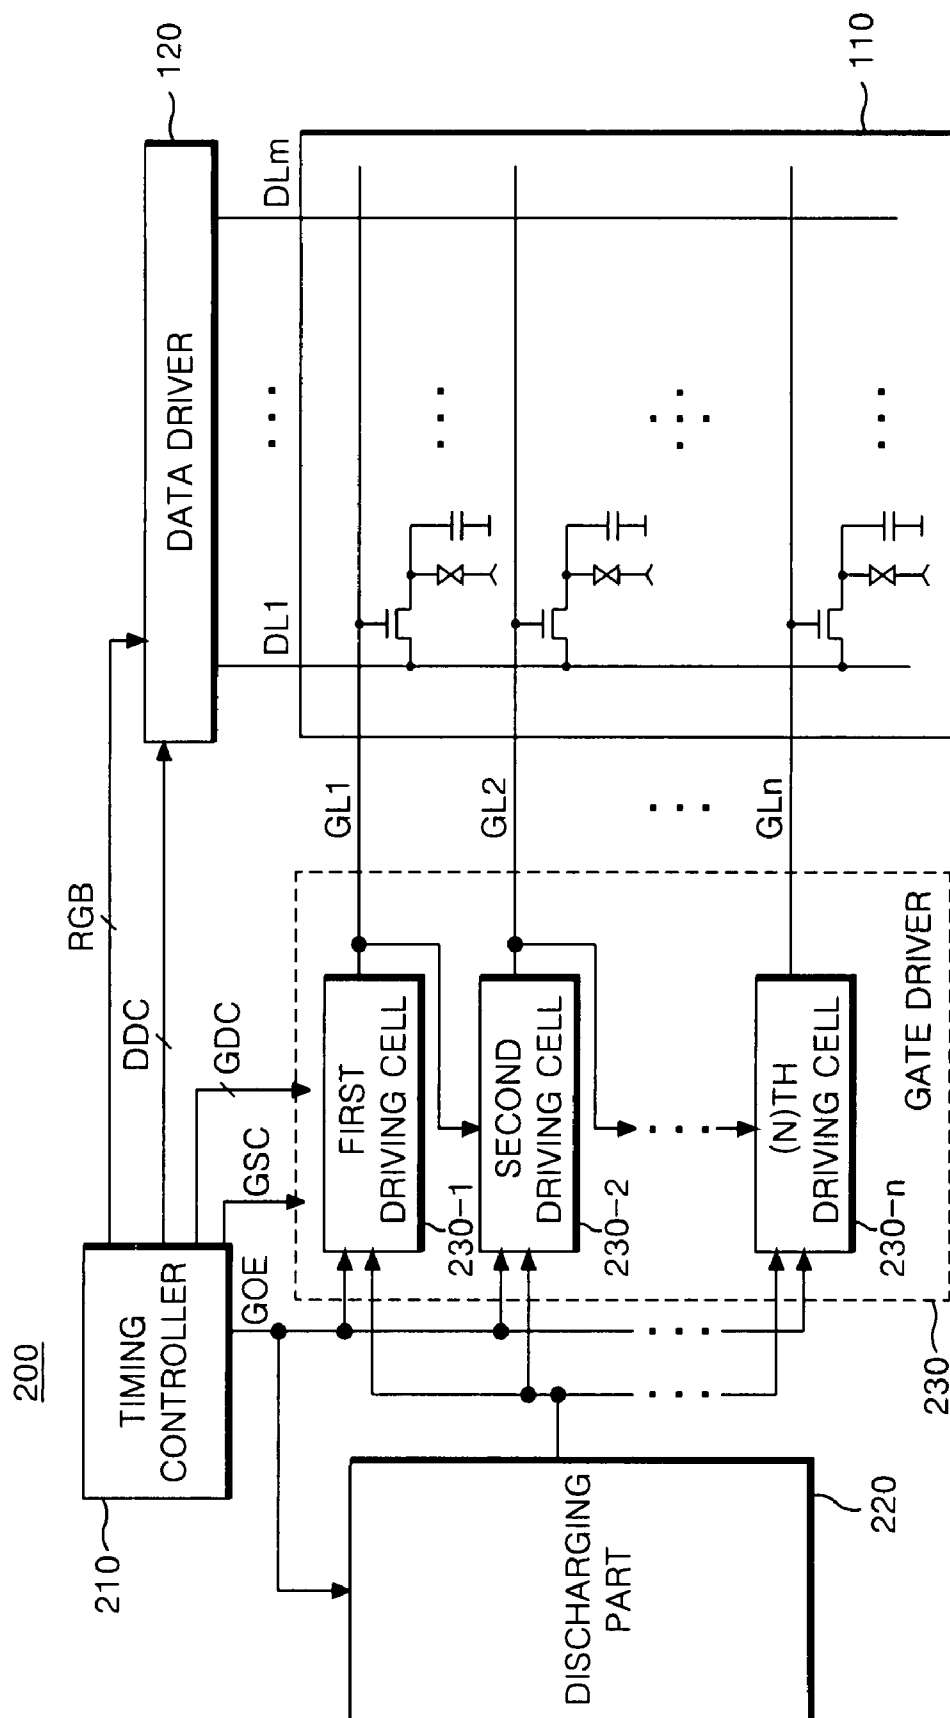 200
210
TIMING
CONTROLLER
RGB
DDC
GDC
GSC
GOE
DATA DRIVER
120
DL1
DLm
110
GL1
GL2
GLn
FIRST
DRIVING CELL
230-1
SECOND
DRIVING CELL
230-2
(N)TH
DRIVING CELL
230-n
GATE DRIVER
230
DISCHARGING
PART
220